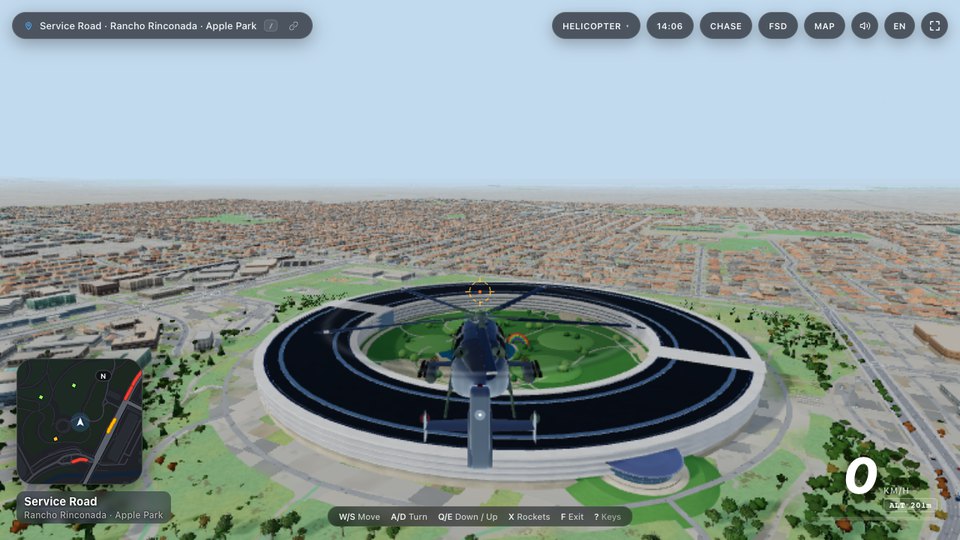 Service Road · Rancho Rinconada · Apple Park /
HELICOPTER
14:06
CHASE
FSD
MAP
EN
N
Service Road
Rancho Rinconada · Apple Park
W/S Move A/D Turn Q/E Down / Up X Rockets F Exit ? Keys
0 KM/H
ALT 201m